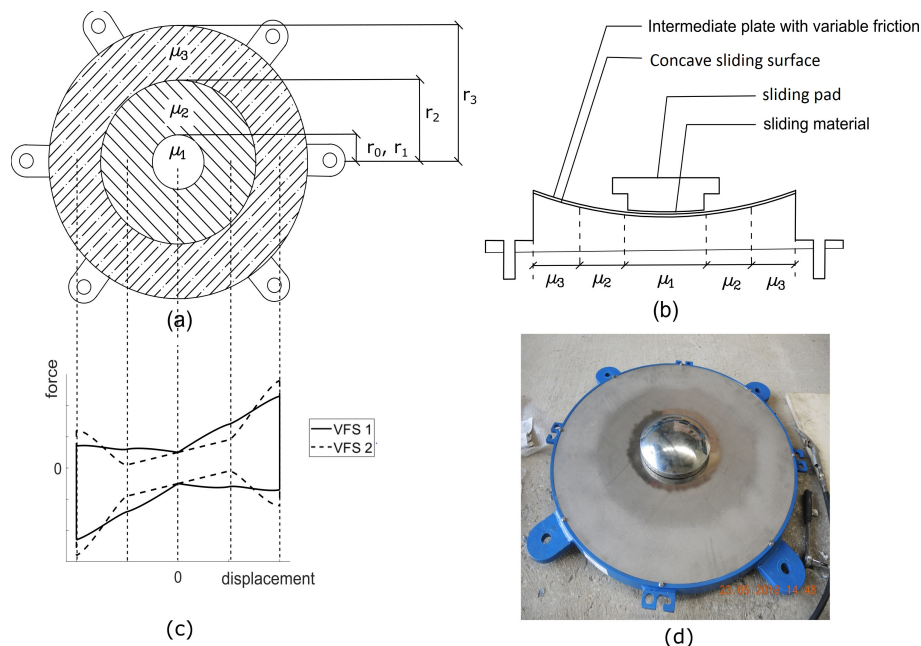 μ₃
μ₂
μ₁
r₀, r₁
r₂
r₃
(a)
Intermediate plate with variable friction
Concave sliding surface
sliding pad
sliding material
μ₃ μ₂ μ₁ μ₂ μ₃
(b)
force
0
VFS 1
VFS 2
0 displacement
(c)
(d)